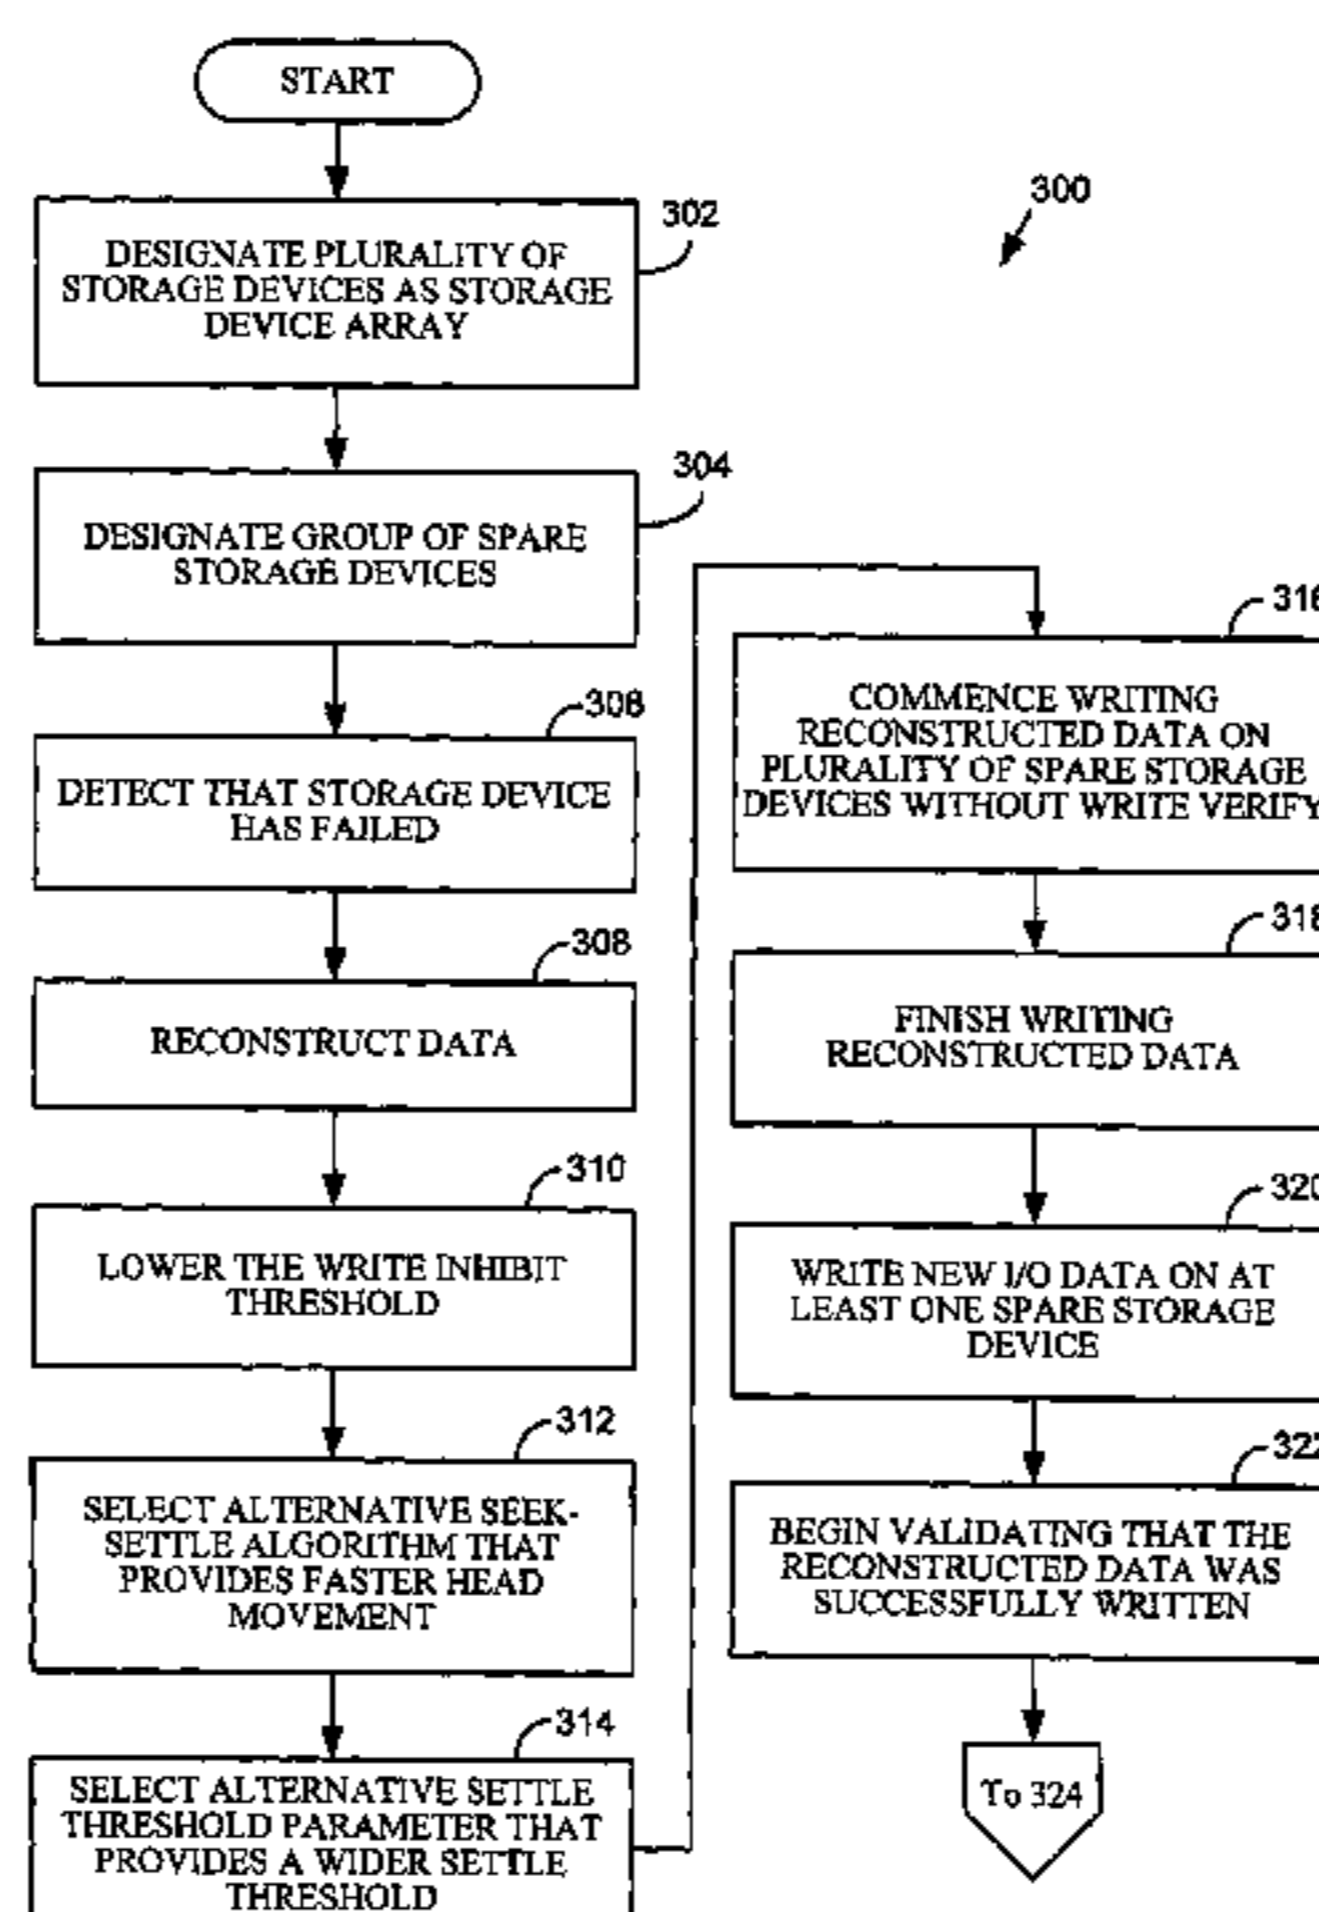 START
300
302
DESIGNATE PLURALITY OF
STORAGE DEVICES AS STORAGE
DEVICE ARRAY
304
DESIGNATE GROUP OF SPARE
STORAGE DEVICES
306
DETECT THAT STORAGE DEVICE
HAS FAILED
308
RECONSTRUCT DATA
310
LOWER THE WRITE INHIBIT
THRESHOLD
312
SELECT ALTERNATIVE SEEK-
SETTLE ALGORITHM THAT
PROVIDES FASTER HEAD
MOVEMENT
314
SELECT ALTERNATIVE SETTLE
THRESHOLD PARAMETER THAT
PROVIDES A WIDER SETTLE
THRESHOLD
316
COMMENCE WRITING
RECONSTRUCTED DATA ON
PLURALITY OF SPARE STORAGE
DEVICES WITHOUT WRITE VERIFY
318
FINISH WRITING
RECONSTRUCTED DATA
320
WRITE NEW I/O DATA ON AT
LEAST ONE SPARE STORAGE
DEVICE
322
BEGIN VALIDATING THAT THE
RECONSTRUCTED DATA WAS
SUCCESSFULLY WRITTEN
To 324